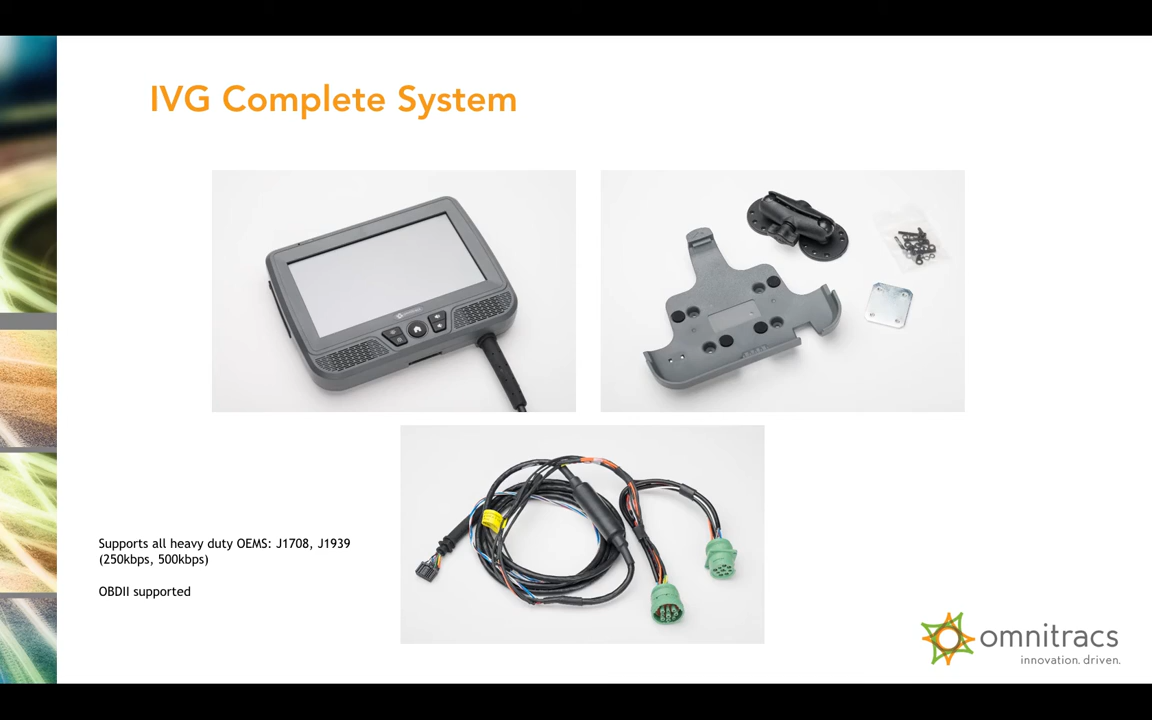 IVG Complete System
Supports all heavy duty OEMS: J1708, J1939
(250kbps, 500kbps)
OBDII supported
omnitracs
innovation. driven.